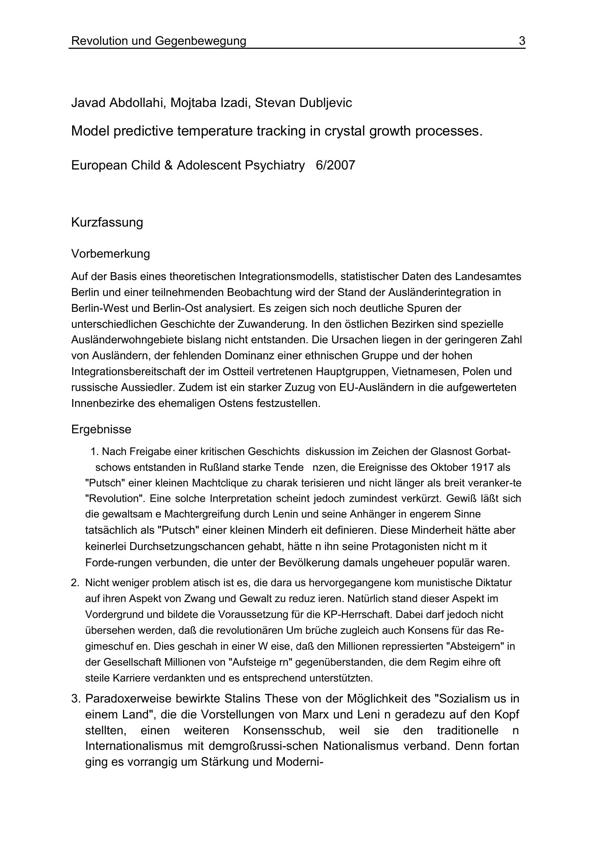 Revolution und Gegenbewegung 3
Javad Abdollahi, Mojtaba Izadi, Stevan Dubljevic
Model predictive temperature tracking in crystal growth processes.
European Child & Adolescent Psychiatry 6/2007
Kurzfassung
Vorbemerkung
Auf der Basis eines theoretischen Integrationsmodells, statistischer Daten des Landesamtes
Berlin und einer teilnehmenden Beobachtung wird der Stand der Ausländerintegration in
Berlin-West und Berlin-Ost analysiert. Es zeigen sich noch deutliche Spuren der
unterschiedlichen Geschichte der Zuwanderung. In den östlichen Bezirken sind spezielle
Ausländerwohngebiete bislang nicht entstanden. Die Ursachen liegen in der geringeren Zahl
von Ausländern, der fehlenden Dominanz einer ethnischen Gruppe und der hohen
Integrationsbereitschaft der im Ostteil vertretenen Hauptgruppen, Vietnamesen, Polen und
russische Aussiedler. Zudem ist ein starker Zuzug von EU-Ausländern in die aufgewerteten
Innenbezirke des ehemaligen Ostens festzustellen.
Ergebnisse
1. Nach Freigabe einer kritischen Geschichts diskussion im Zeichen der Glasnost Gorbat-
schows entstanden in Rußland starke Tende nzen, die Ereignisse des Oktober 1917 als
"Putsch" einer kleinen Machtclique zu charak terisieren und nicht länger als breit veranker-te
"Revolution". Eine solche Interpretation scheint jedoch zumindest verkürzt. Gewiß läßt sich
die gewaltsam e Machtergreifung durch Lenin und seine Anhänger in engerem Sinne
tatsächlich als "Putsch" einer kleinen Minderh eit definieren. Diese Minderheit hätte aber
keinerlei Durchsetzungschancen gehabt, hätte n ihn seine Protagonisten nicht m it
Forde-rungen verbunden, die unter der Bevölkerung damals ungeheuer populär waren.
2. Nicht weniger problem atisch ist es, die dara us hervorgegangene kom munistische Diktatur
auf ihren Aspekt von Zwang und Gewalt zu reduz ieren. Natürlich stand dieser Aspekt im
Vordergrund und bildete die Voraussetzung für die KP-Herrschaft. Dabei darf jedoch nicht
übersehen werden, daß die revolutionären Um brüche zugleich auch Konsens für das Re-
gimeschuf en. Dies geschah in einer W eise, daß den Millionen repressierten "Absteigern" in
der Gesellschaft Millionen von "Aufsteige rn" gegenüberstanden, die dem Regim eihre oft
steile Karriere verdankten und es entsprechend unterstützten.
3. Paradoxerweise bewirkte Stalins These von der Möglichkeit des "Sozialism us in
einem Land", die die Vorstellungen von Marx und Leni n geradezu auf den Kopf
stellten, einen weiteren Konsensschub, weil sie den traditionelle n
Internationalismus mit demgroßrussi-schen Nationalismus verband. Denn fortan
ging es vorrangig um Stärkung und Moderni-